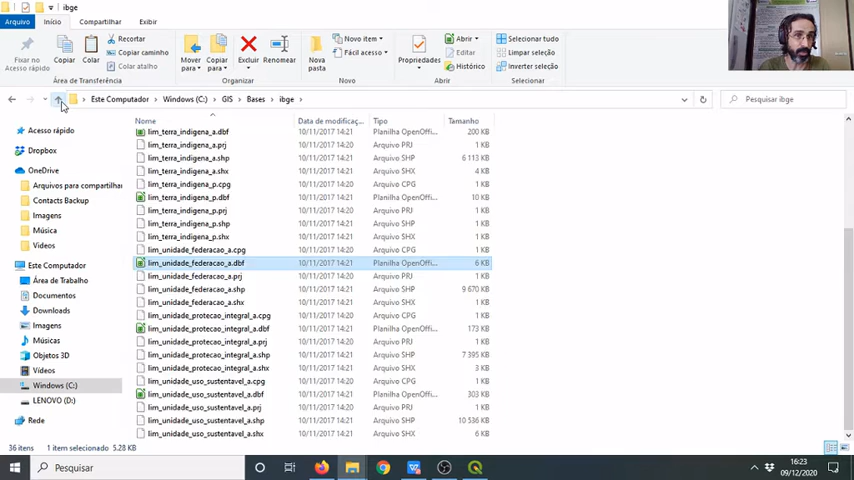 ibge
Arquivo Início Compartilhar Exibir
Fixar no Acesso rápido
Copiar
Colar
Recortar
Copiar caminho
Colar atalho
Mover para
Copiar para
Excluir
Renomear
Nova pasta
Novo item
Fácil acesso
Propriedades
Abrir
Editar
Histórico
Selecionar tudo
Limpar seleção
Inverter seleção
Área de Transferência Organizar Novo Abrir Selecionar
Este Computador > Windows (C:) > GIS > Bases > ibge
Pesquisar ibge
Nome Data de modificaç... Tipo Tamanho
lim_terra_indigena_a.dbf 10/11/2017 14:21 Planilha OpenOffi... 200 KB
lim_terra_indigena_a.prj 10/11/2017 14:20 Arquivo PRJ 1 KB
lim_terra_indigena_a.shp 10/11/2017 14:21 Arquivo SHP 6 113 KB
lim_terra_indigena_a.shx 10/11/2017 14:21 Arquivo SHX 4 KB
lim_terra_indigena_p.cpg 10/11/2017 14:20 Arquivo CPG 1 KB
lim_terra_indigena_p.dbf 10/11/2017 14:21 Planilha OpenOffi... 10 KB
lim_terra_indigena_p.prj 10/11/2017 14:20 Arquivo PRJ 1 KB
lim_terra_indigena_p.shp 10/11/2017 14:21 Arquivo SHP 1 KB
lim_terra_indigena_p.shx 10/11/2017 14:21 Arquivo SHX 1 KB
lim_unidade_federacao_a.cpg 10/11/2017 14:20 Arquivo CPG 1 KB
lim_unidade_federacao_a.dbf 10/11/2017 14:21 Planilha OpenOffi... 6 KB
lim_unidade_federacao_a.prj 10/11/2017 14:20 Arquivo PRJ 1 KB
lim_unidade_federacao_a.shp 10/11/2017 14:21 Arquivo SHP 9 670 KB
lim_unidade_federacao_a.shx 10/11/2017 14:21 Arquivo SHX 1 KB
lim_unidade_protecao_integral_a.cpg 10/11/2017 14:20 Arquivo CPG 1 KB
lim_unidade_protecao_integral_a.dbf 10/11/2017 14:21 Planilha OpenOffi... 173 KB
lim_unidade_protecao_integral_a.prj 10/11/2017 14:21 Arquivo PRJ 1 KB
lim_unidade_protecao_integral_a.shp 10/11/2017 14:21 Arquivo SHP 7 395 KB
lim_unidade_protecao_integral_a.shx 10/11/2017 14:21 Arquivo SHX 3 KB
lim_unidade_uso_sustentavel_a.cpg 10/11/2017 14:20 Arquivo CPG 1 KB
lim_unidade_uso_sustentavel_a.dbf 10/11/2017 14:21 Planilha OpenOffi... 303 KB
lim_unidade_uso_sustentavel_a.prj 10/11/2017 14:20 Arquivo PRJ 1 KB
lim_unidade_uso_sustentavel_a.shp 10/11/2017 14:21 Arquivo SHP 10 536 KB
lim_unidade_uso_sustentavel_a.shx 10/11/2017 14:21 Arquivo SHX 6 KB
Acesso rápido
Dropbox
OneDrive
Arquivos para compartilha
Contacts Backup
Imagens
Música
Vídeos
Este Computador
Área de Trabalho
Documentos
Downloads
Imagens
Músicas
Objetos 3D
Vídeos
Windows (C:)
LENOVO (D:)
Rede
36 itens 1 item selecionado 5.28 KB
Pesquisar
16:23
09/12/2020